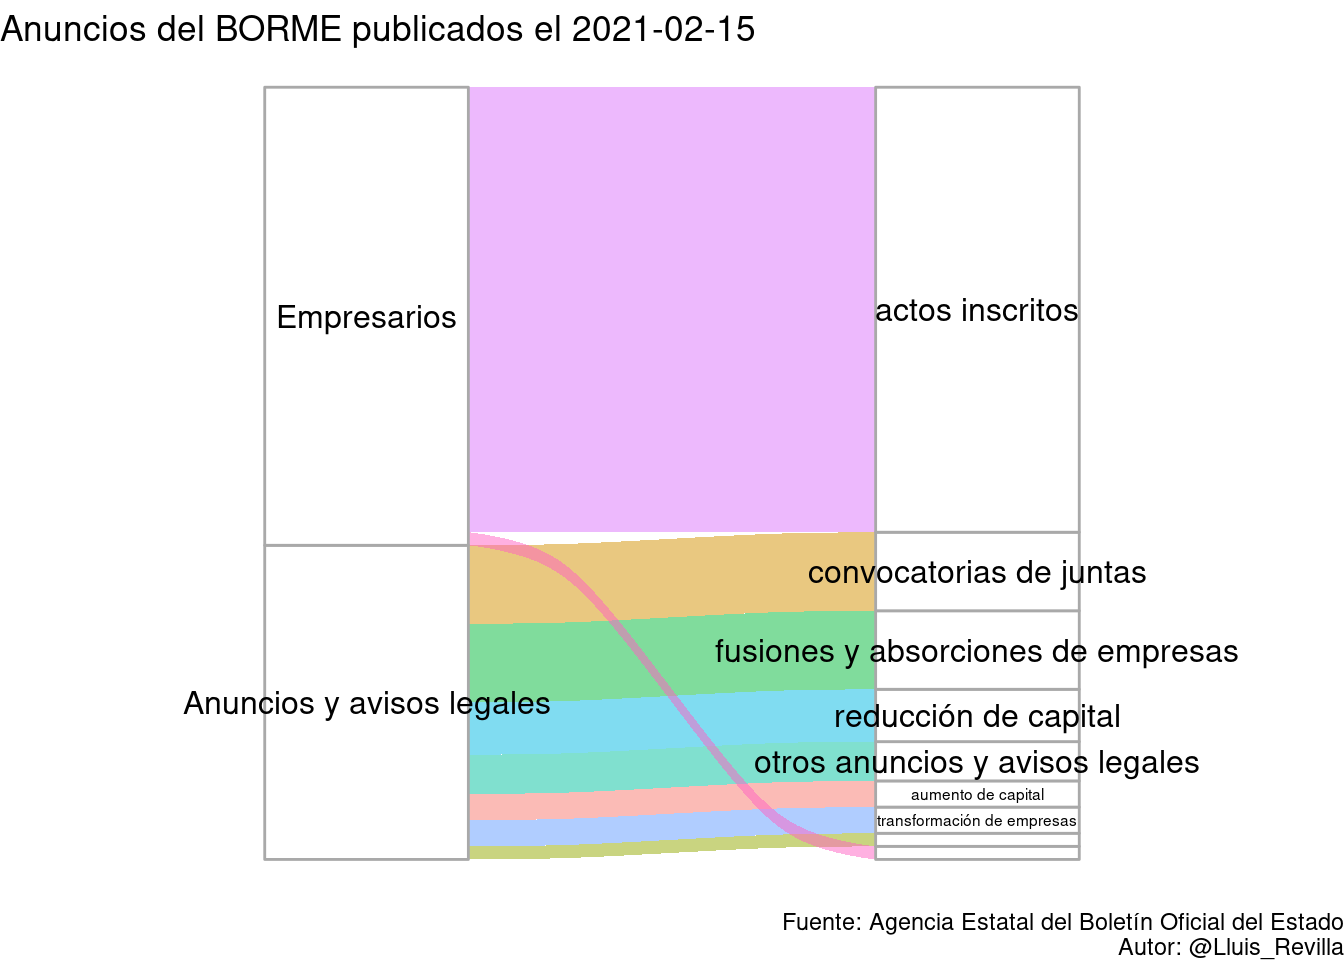 Anuncios del BORME publicados el 2021-02-15
Empresarios
actos inscritos
convocatorias de juntas
fusiones y absorciones de empresas
Anuncios y avisos legales
reducción de capital
otros anuncios y avisos legales
aumento de capital
transformación de empresas
Fuente: Agencia Estatal del Boletín Oficial del Estado
Autor: @Lluis_Revilla